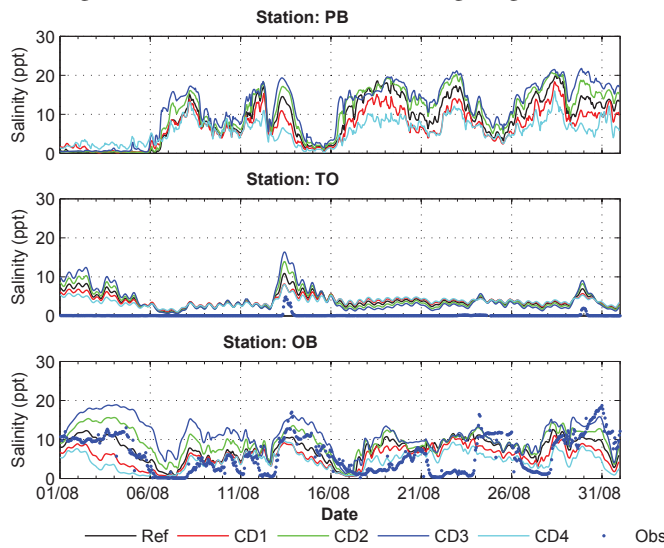 Station: PB
30
20
10
0
Salinity (ppt)
Station: TO
30
20
10
0
Salinity (ppt)
Station: OB
30
20
10
0
Salinity (ppt)
01/08 06/08 11/08 16/08 21/08 26/08 31/08
Date
Ref CD1 CD2 CD3 CD4 Obs